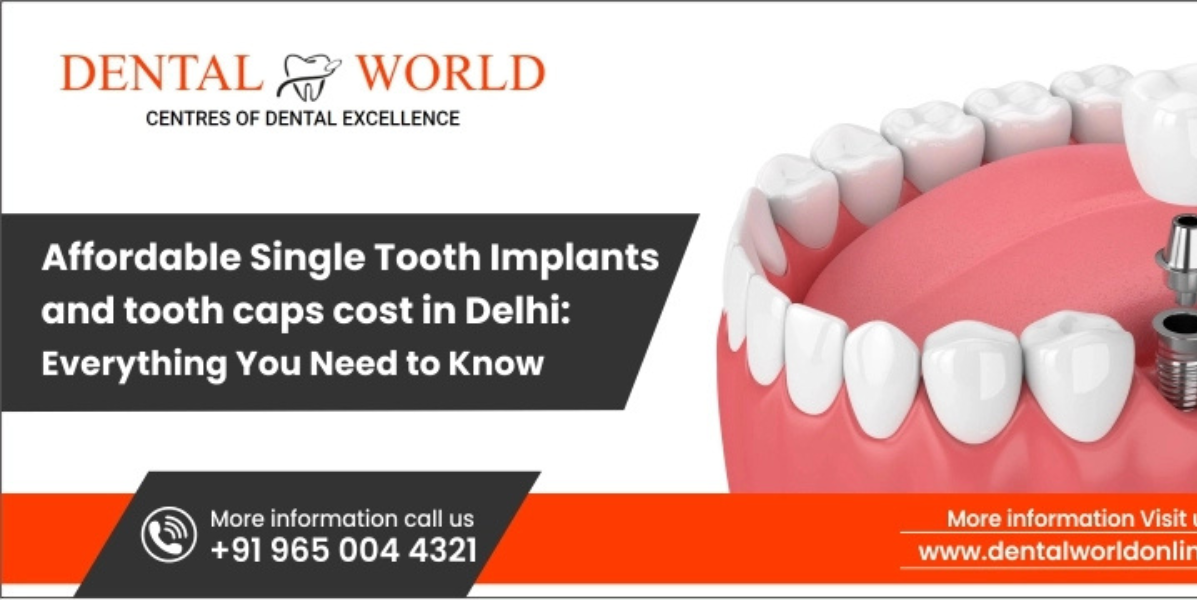 DENTAL WORLD
CENTRES OF DENTAL EXCELLENCE
Affordable Single Tooth Implants
and tooth caps cost in Delhi:
Everything You Need to Know
More information call us
+91 965 004 4321
More information Visit